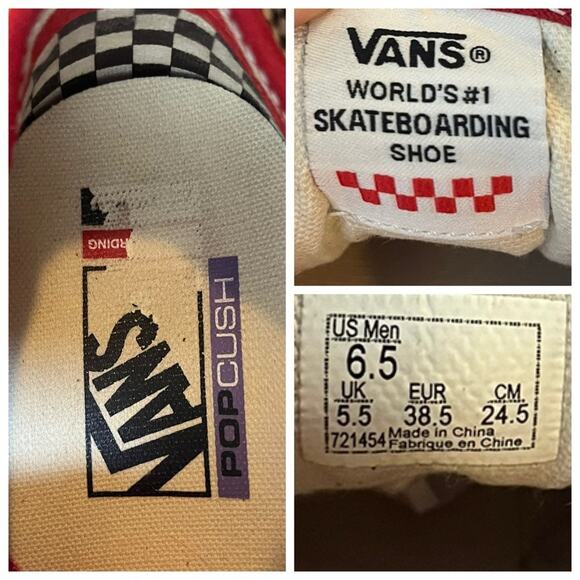 RDING
VANS
POPCUSH
VANS®
WORLD'S #1
SKATEBOARDING
SHOE
US Men
6.5
UK EUR CM
5.5 38.5 24.5
721454 Made in China
Fabrique en Chine